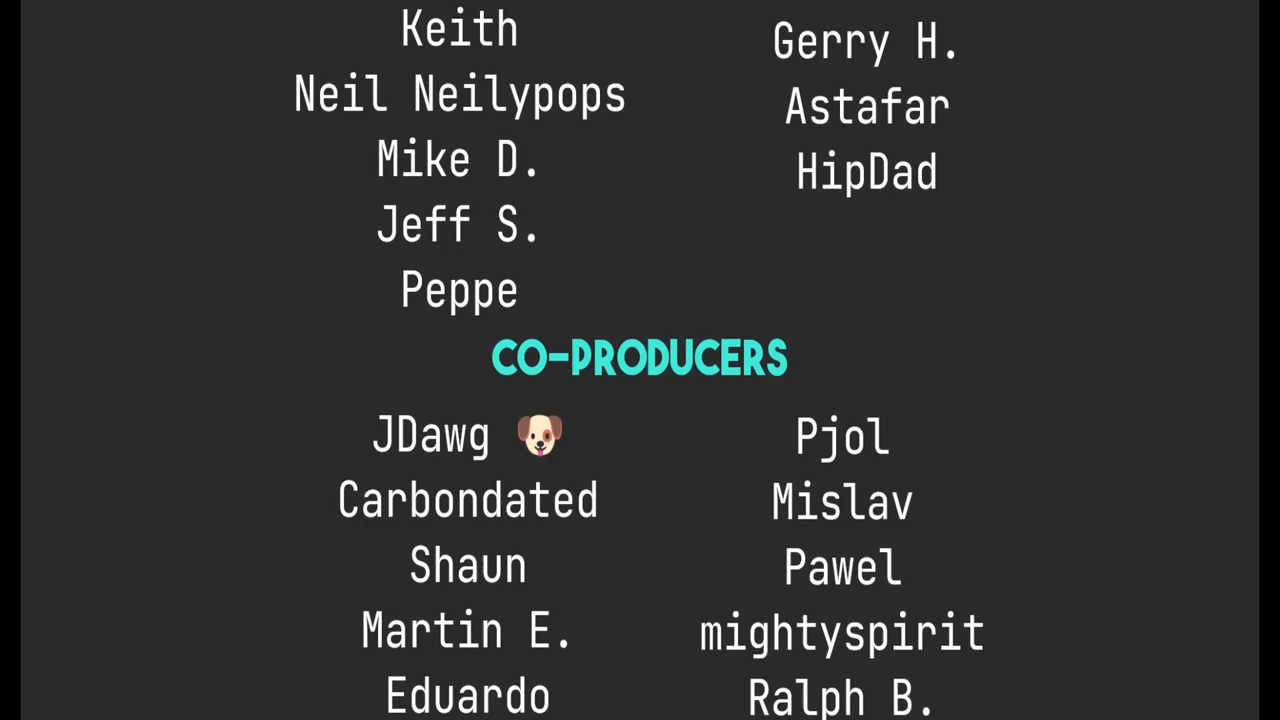 Keith
Neil Neilypops
Mike D.
Jeff S.
Peppe
Gerry H.
Astafar
HipDad
CO-PRODUCERS
JDawg 🐶
Carbondated
Shaun
Martin E.
Eduardo
Pjol
Mislav
Pawel
mightyspirit
Ralph B.